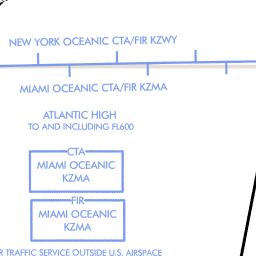 NEW YORK OCEANIC CTA/FIR KZWY
MIAMI OCEANIC CTA/FIR KZMA
ATLANTIC HIGH
TO AND INCLUDING FL600
CTA
MIAMI OCEANIC
KZMA
FIR
MIAMI OCEANIC
KZMA
TRAFFIC SERVICE OUTSIDE U.S. AIRSPACE